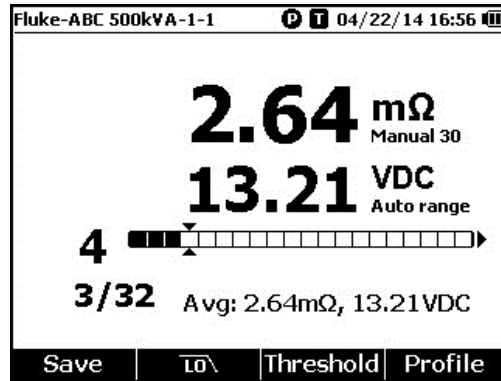 Fluke-ABC 500kVA-1-1 P T 04/22/14 16:56
2.64 mΩ
Manual 30
13.21 VDC
Auto range
4
3/32 Avg: 2.64mΩ, 13.21VDC
Save LO Threshold Profile